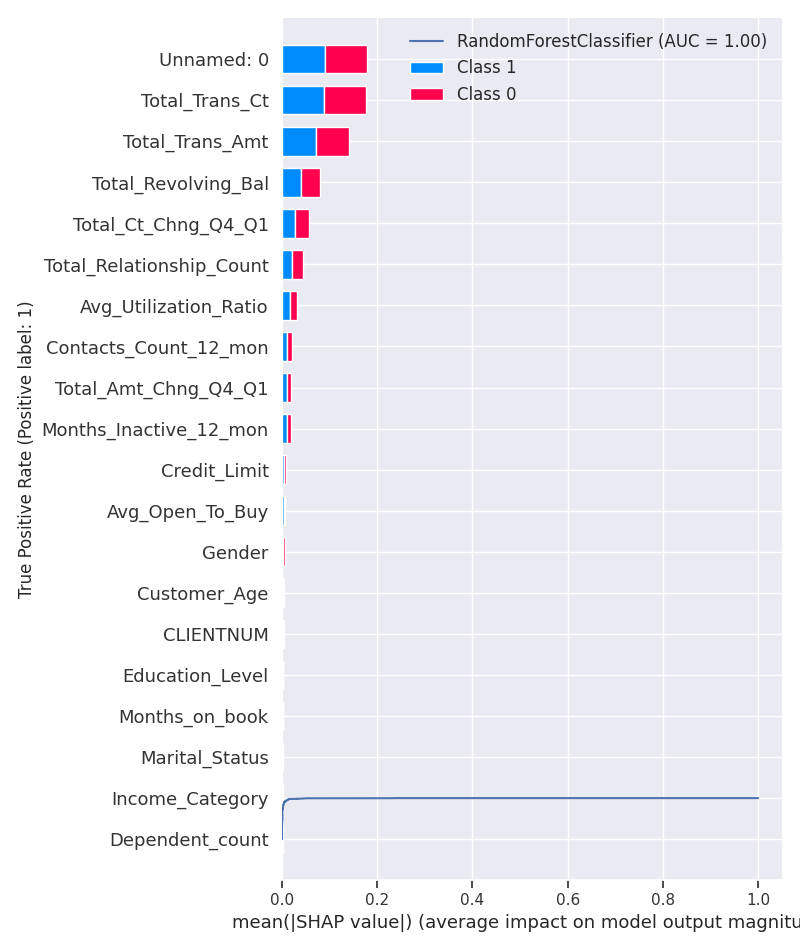 RandomForestClassifier (AUC = 1.00)
Class 1
Class 0
True Positive Rate (Positive label: 1)
Unnamed: 0
Total_Trans_Ct
Total_Trans_Amt
Total_Revolving_Bal
Total_Ct_Chng_Q4_Q1
Total_Relationship_Count
Avg_Utilization_Ratio
Contacts_Count_12_mon
Total_Amt_Chng_Q4_Q1
Months_Inactive_12_mon
Credit_Limit
Avg_Open_To_Buy
Gender
Customer_Age
CLIENTNUM
Education_Level
Months_on_book
Marital_Status
Income_Category
Dependent_count
0.0 0.2 0.4 0.6 0.8 1.0
mean(|SHAP value|) (average impact on model output magnitu